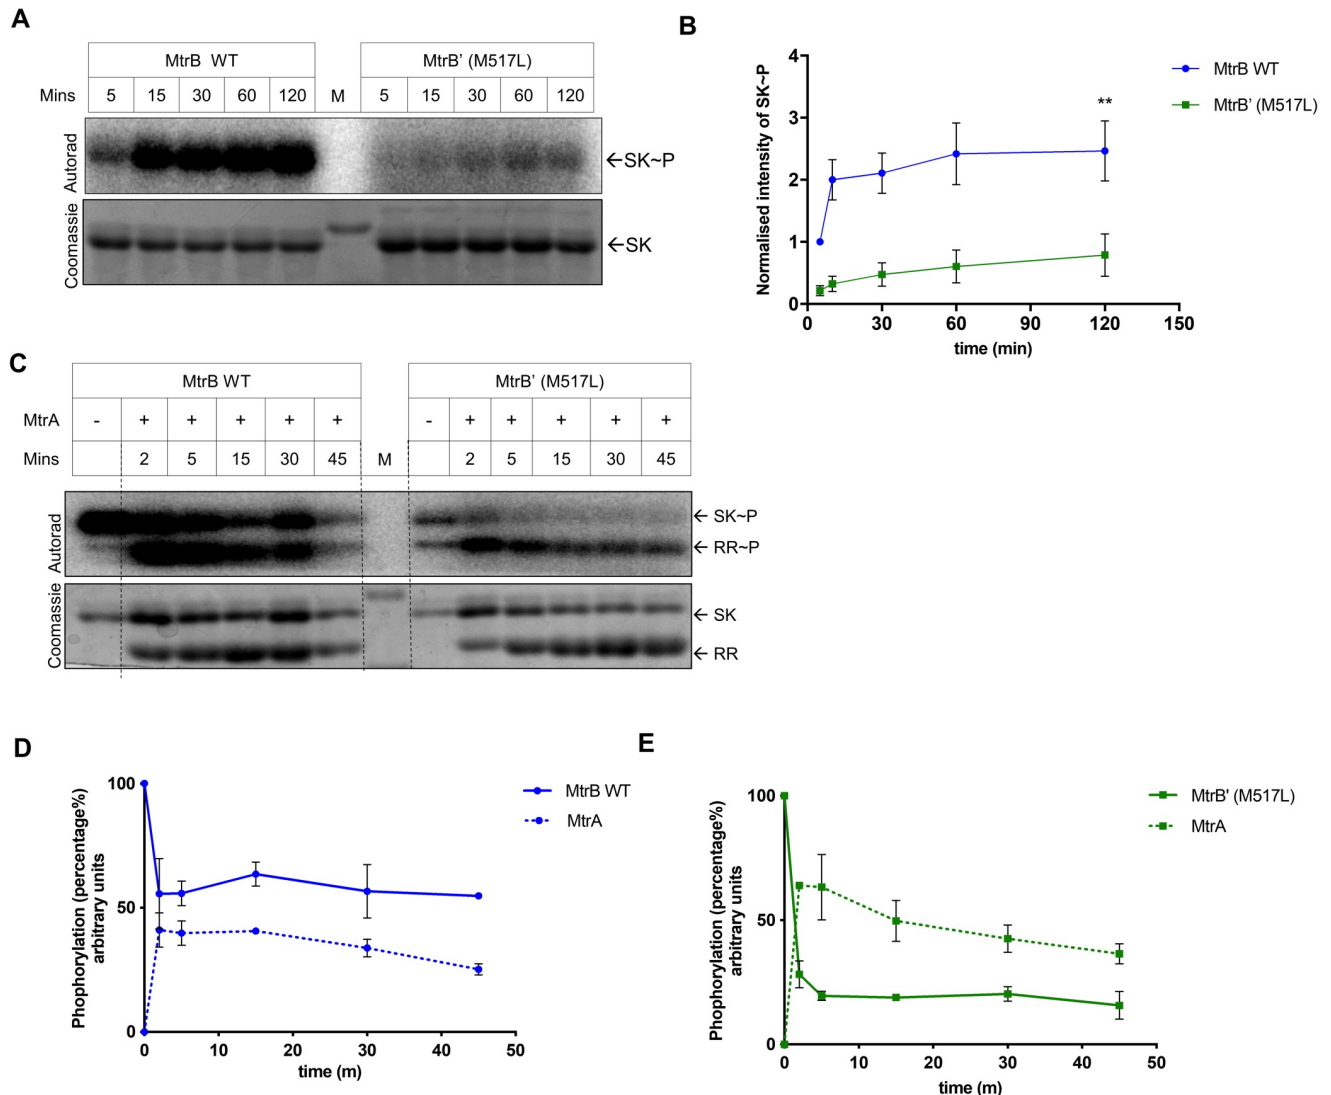 A
MtrB WT
MtrB' (M517L)
Mins 5 15 30 60 120 M 5 15 30 60 120
Autorad
←SK~P
Coomassie
←SK
B
Normalised intensity of SK~P
4
3
2
1
0
0 30 60 90 120 150
time (min)
**
MtrB WT
MtrB' (M517L)
C
MtrB WT
MtrB' (M517L)
MtrA - + + + + + - + + + + +
Mins 2 5 15 30 45 M 2 5 15 30 45
Autorad
← SK~P
← RR~P
Coomassie
← SK
← RR
D
Phophorylation (percentage%)
arbitrary units
100
50
0
0 10 20 30 40 50
time (m)
MtrB WT
MtrA
E
Phophorylation (percentage%)
arbitrary units
100
50
0
0 10 20 30 40 50
time (m)
MtrB' (M517L)
MtrA